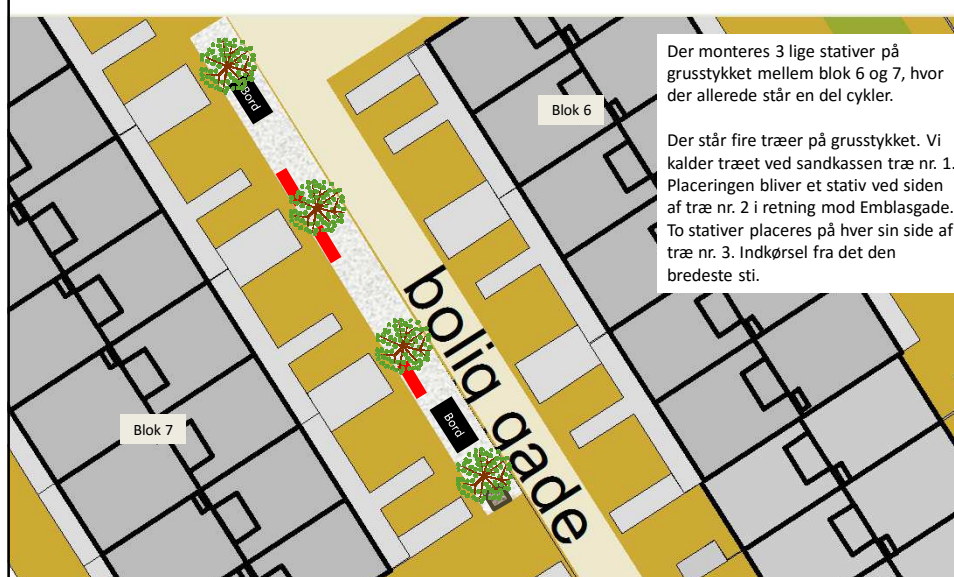 Der monteres 3 lige stativer på
grusstykket mellem blok 6 og 7, hvor
der allerede står en del cykler.
Der står fire træer på grusstykket. Vi
kalder træet ved sandkassen træ nr. 1.
Placeringen bliver et stativ ved siden
af træ nr. 2 i retning mod Emblasgade.
To stativer placeres på hver sin side af
træ nr. 3. Indkørsel fra det den
bredeste sti.
Bord
Blok 6
bolig gade
Blok 7
Bord